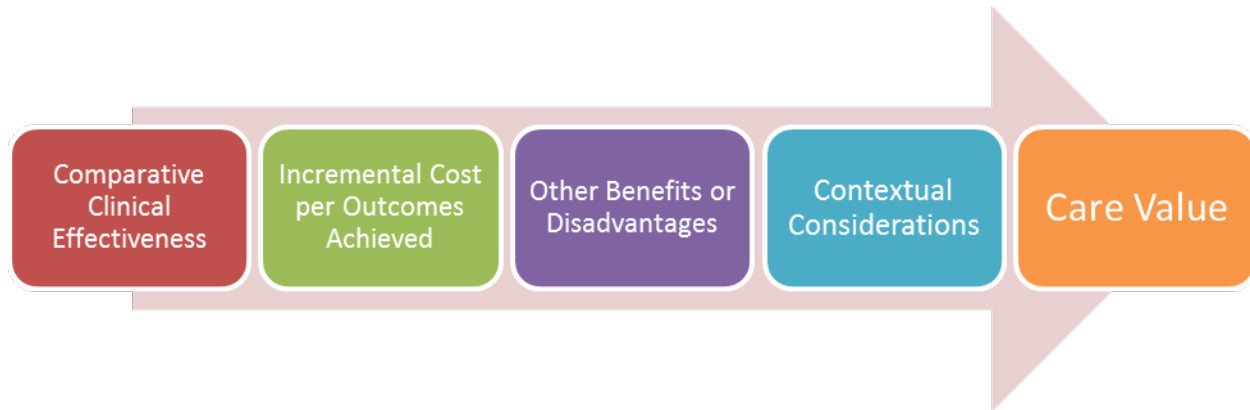 Comparative
Clinical
Effectiveness
Incremental Cost
per Outcomes
Achieved
Other Benefits or
Disadvantages
Contextual
Considerations
Care Value